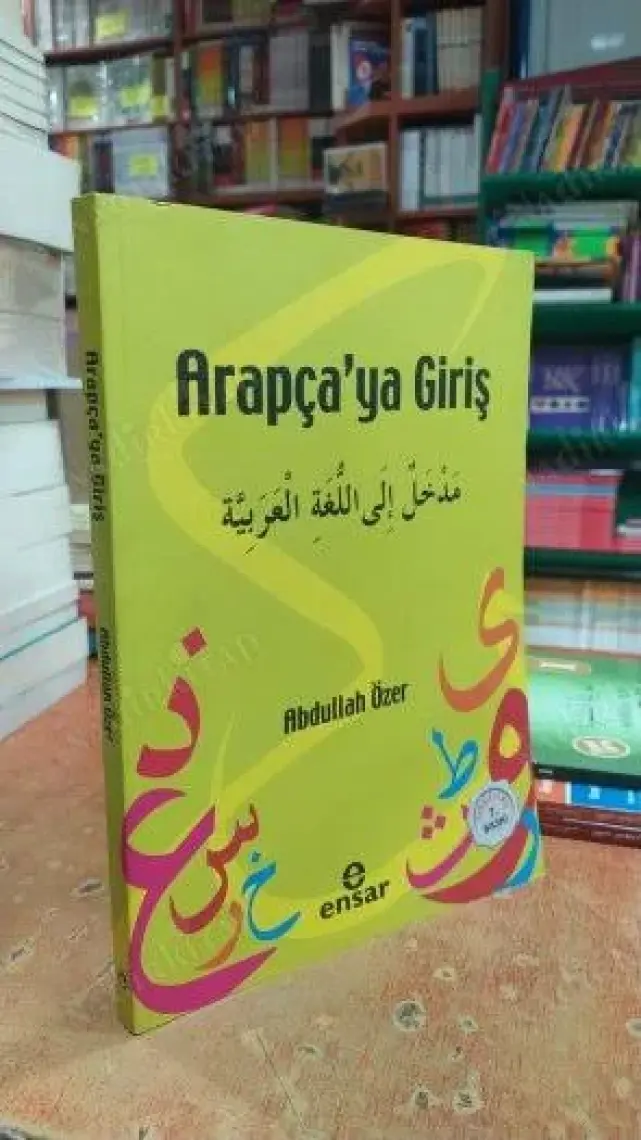 Arapça'ya Giriş
مَدْخَلٌ إِلَى اللُّغَةِ الْعَرَبِيَّة
Abdullah Özer
e
ensar
Arapça'ya Giriş
Abdullah Özer